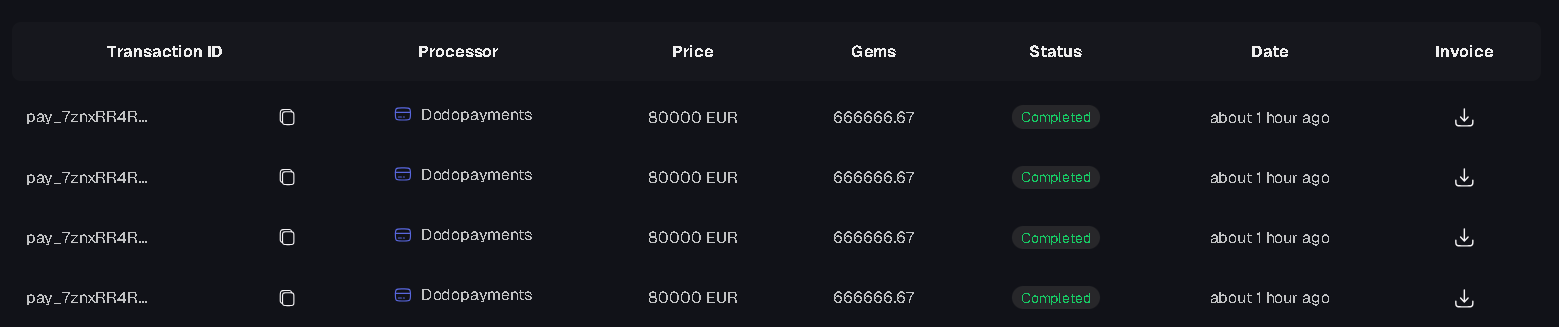 Transaction ID Processor Price Gems Status Date Invoice
pay_7znxRR4R... Dodopayments 80000 EUR 666666.67 Completed about 1 hour ago
pay_7znxRR4R... Dodopayments 80000 EUR 666666.67 Completed about 1 hour ago
pay_7znxRR4R... Dodopayments 80000 EUR 666666.67 Completed about 1 hour ago
pay_7znxRR4R... Dodopayments 80000 EUR 666666.67 Completed about 1 hour ago